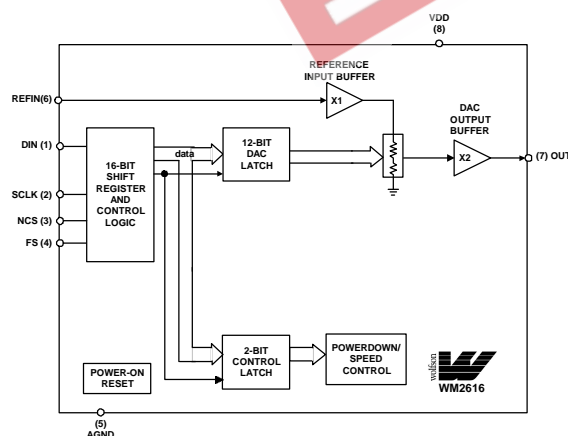 VDD
(8)
REFERENCE
INPUT BUFFER
REFIN(6)
X1
DAC
OUTPUT
BUFFER
DIN (1)
data
12-BIT
DAC
LATCH
X2
(7) OUT
16-BIT
SHIFT
REGISTER
AND
CONTROL
LOGIC
SCLK (2)
NCS (3)
FS (4)
2-BIT
CONTROL
LATCH
POWERDOWN/
SPEED
CONTROL
POWER-ON
RESET
wolfson
WM2616
(5)
AGND